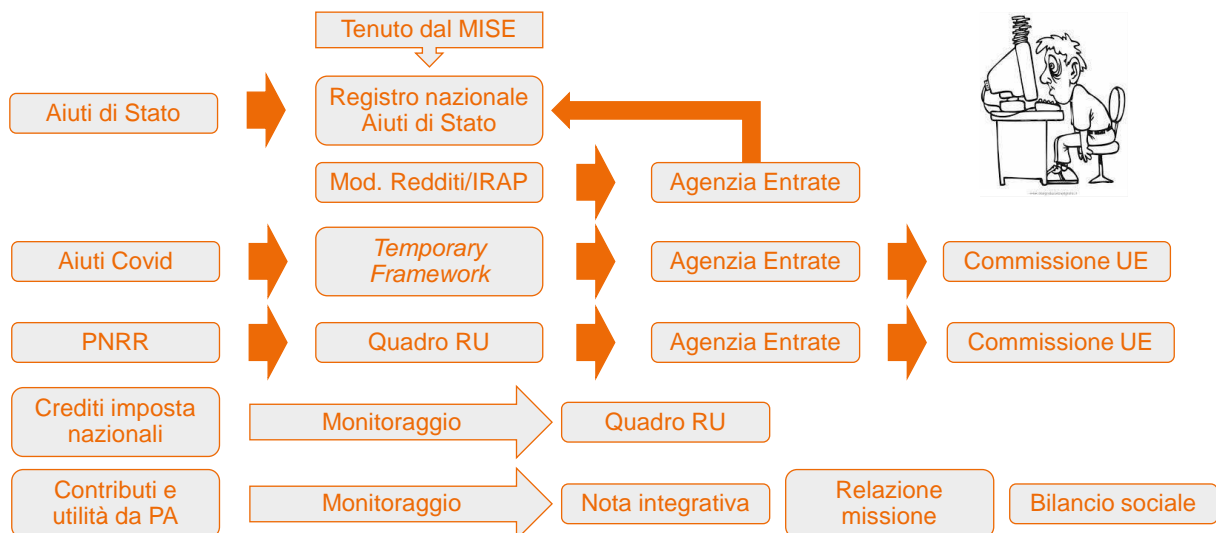 Tenuto dal MISE
Aiuti di Stato
Registro nazionale
Aiuti di Stato
Mod. Redditi/IRAP
Agenzia Entrate
Aiuti Covid
Temporary
Framework
Agenzia Entrate
Commissione UE
PNRR
Quadro RU
Agenzia Entrate
Commissione UE
Crediti imposta
nazionali
Monitoraggio
Quadro RU
Contributi e
utilità da PA
Monitoraggio
Nota integrativa
Relazione
missione
Bilancio sociale